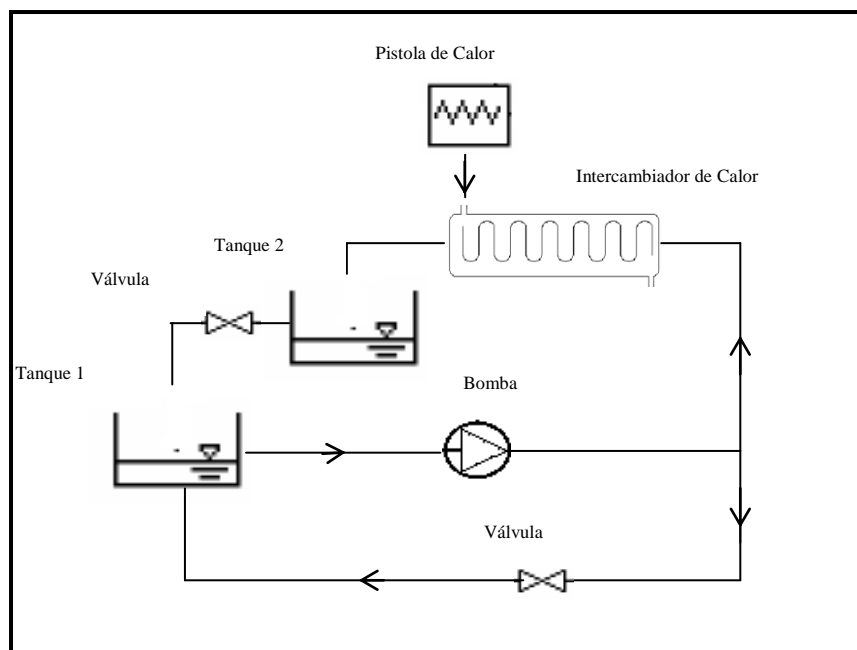 Pistola de Calor
Intercambiador de Calor
Tanque 2
Válvula
Tanque 1
Bomba
Válvula